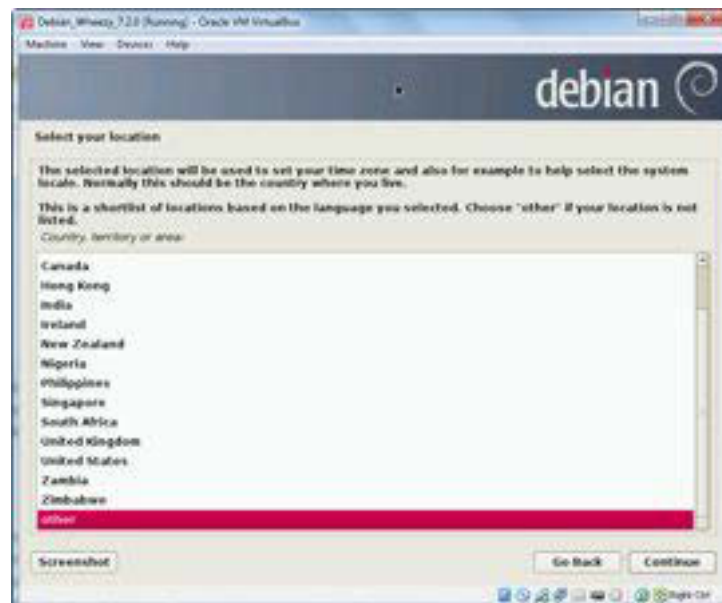 Debian_Wheezy_7.2.0 [Running] - Oracle VM VirtualBox
Machine View Devices Help
debian
Select your location
The selected location will be used to set your time zone and also for example to help select the system
locale. Normally this should be the country where you live.
This is a shortlist of locations based on the language you selected. Choose "other" if your location is not
listed.
Country, territory or area:
Canada
Hong Kong
India
Ireland
New Zealand
Nigeria
Philippines
Singapore
South Africa
United Kingdom
United States
Zambia
Zimbabwe
other
Screenshot
Go Back
Continue
Right Ctrl